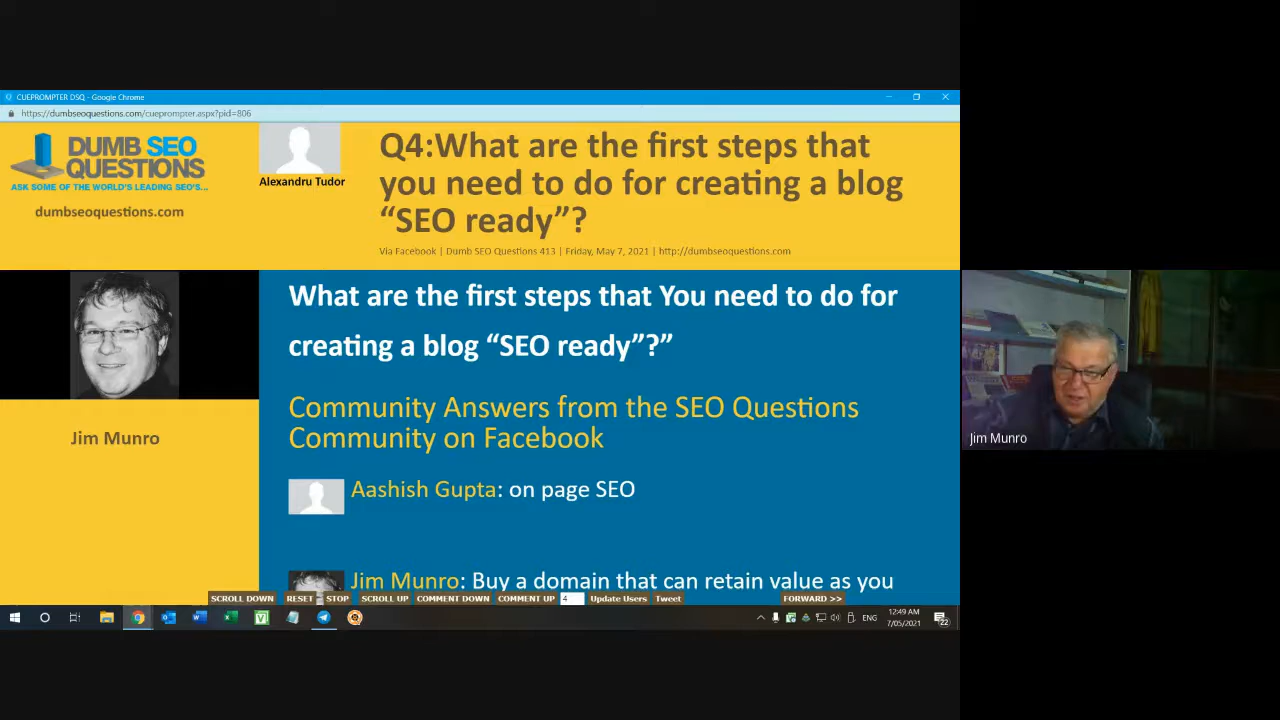 CUEPROMPTER DSQ - Google Chrome
https://dumbseoquestions.com/cueprompter.aspx?pid=806
DUMB SEO
QUESTIONS
ASK SOME OF THE WORLD'S LEADING SEO'S...
dumbseoquestions.com
Alexandru Tudor
Q4:What are the first steps that
you need to do for creating a blog
“SEO ready”?
Via Facebook | Dumb SEO Questions 413 | Friday, May 7, 2021 | http://dumbseoquestions.com
Jim Munro
What are the first steps that You need to do for
creating a blog “SEO ready”?”
Community Answers from the SEO Questions
Community on Facebook
Aashish Gupta: on page SEO
Jim Munro: Buy a domain that can retain value as you
SCROLL DOWN RESET STOP SCROLL UP COMMENT DOWN COMMENT UP 4 Update Users Tweet FORWARD >>
ENG
12:49 AM
7/05/2021
22
Jim Munro